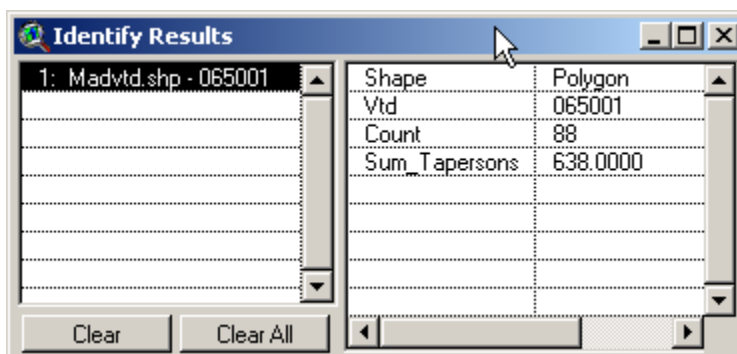 Identify Results
1: Madvtd.shp - 065001
Shape Polygon
Vtd 065001
Count 88
Sum_Tapersons 638.0000
Clear Clear All